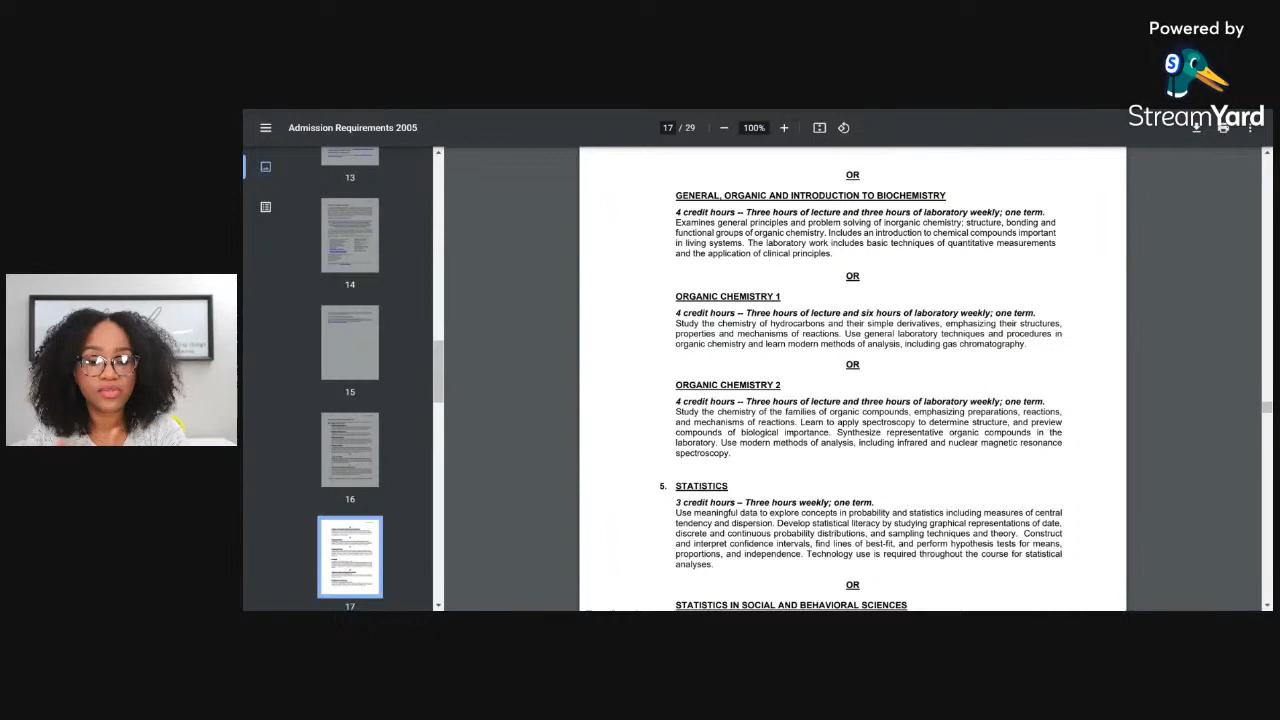 Powered by
StreamYard
Admission Requirements 2005
17 / 29
100%
13
14
15
16
17
OR
GENERAL, ORGANIC AND INTRODUCTION TO BIOCHEMISTRY
4 credit hours -- Three hours of lecture and three hours of laboratory weekly; one term.
Examines general principles and problem solving of inorganic chemistry; structure, bonding and
functional groups of organic chemistry. Includes an introduction to chemical compounds important
in living systems. The laboratory work includes basic techniques of quantitative measurements
and the application of clinical principles.
OR
ORGANIC CHEMISTRY 1
4 credit hours -- Three hours of lecture and six hours of laboratory weekly; one term.
Study the chemistry of hydrocarbons and their simple derivatives, emphasizing their structures,
properties and mechanisms of reactions. Use general laboratory techniques and procedures in
organic chemistry and learn modern methods of analysis, including gas chromatography.
OR
ORGANIC CHEMISTRY 2
4 credit hours -- Three hours of lecture and three hours of laboratory weekly; one term.
Study the chemistry of the families of organic compounds, emphasizing preparations, reactions,
and mechanisms of reactions. Learn to apply spectroscopy to determine structure, and preview
compounds of biological importance. Synthesize representative organic compounds in the
laboratory. Use modern methods of analysis, including infrared and nuclear magnetic resonance
spectroscopy.
5. STATISTICS
3 credit hours – Three hours weekly; one term.
Use meaningful data to explore concepts in probability and statistics including measures of central
tendency and dispersion. Develop statistical literacy by studying graphical representations of date,
discrete and continuous probability distributions, and sampling techniques and theory. Construct
and interpret confidence intervals, find lines of best-fit, and perform hypothesis tests for means,
proportions, and independence. Technology use is required throughout the course for statistical
analyses.
OR
STATISTICS IN SOCIAL AND BEHAVIORAL SCIENCES